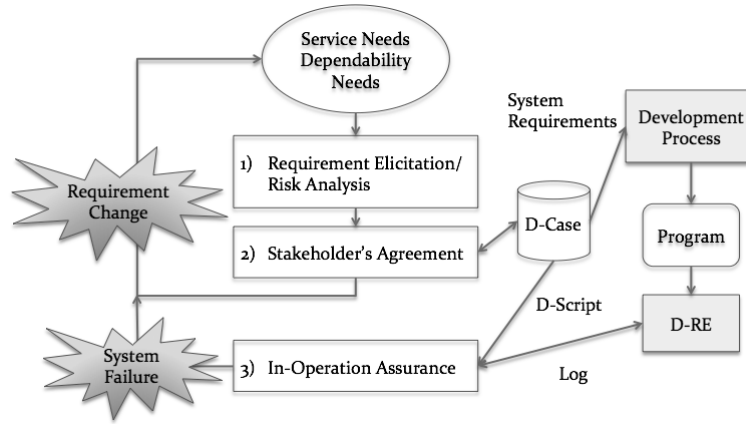 Service Needs
Dependability
Needs
System
Requirements
Development
Process
1) Requirement Elicitation/
Risk Analysis
Requirement
Change
D-Case
2) Stakeholder's Agreement
Program
D-Script
D-RE
System
Failure
3) In-Operation Assurance
Log